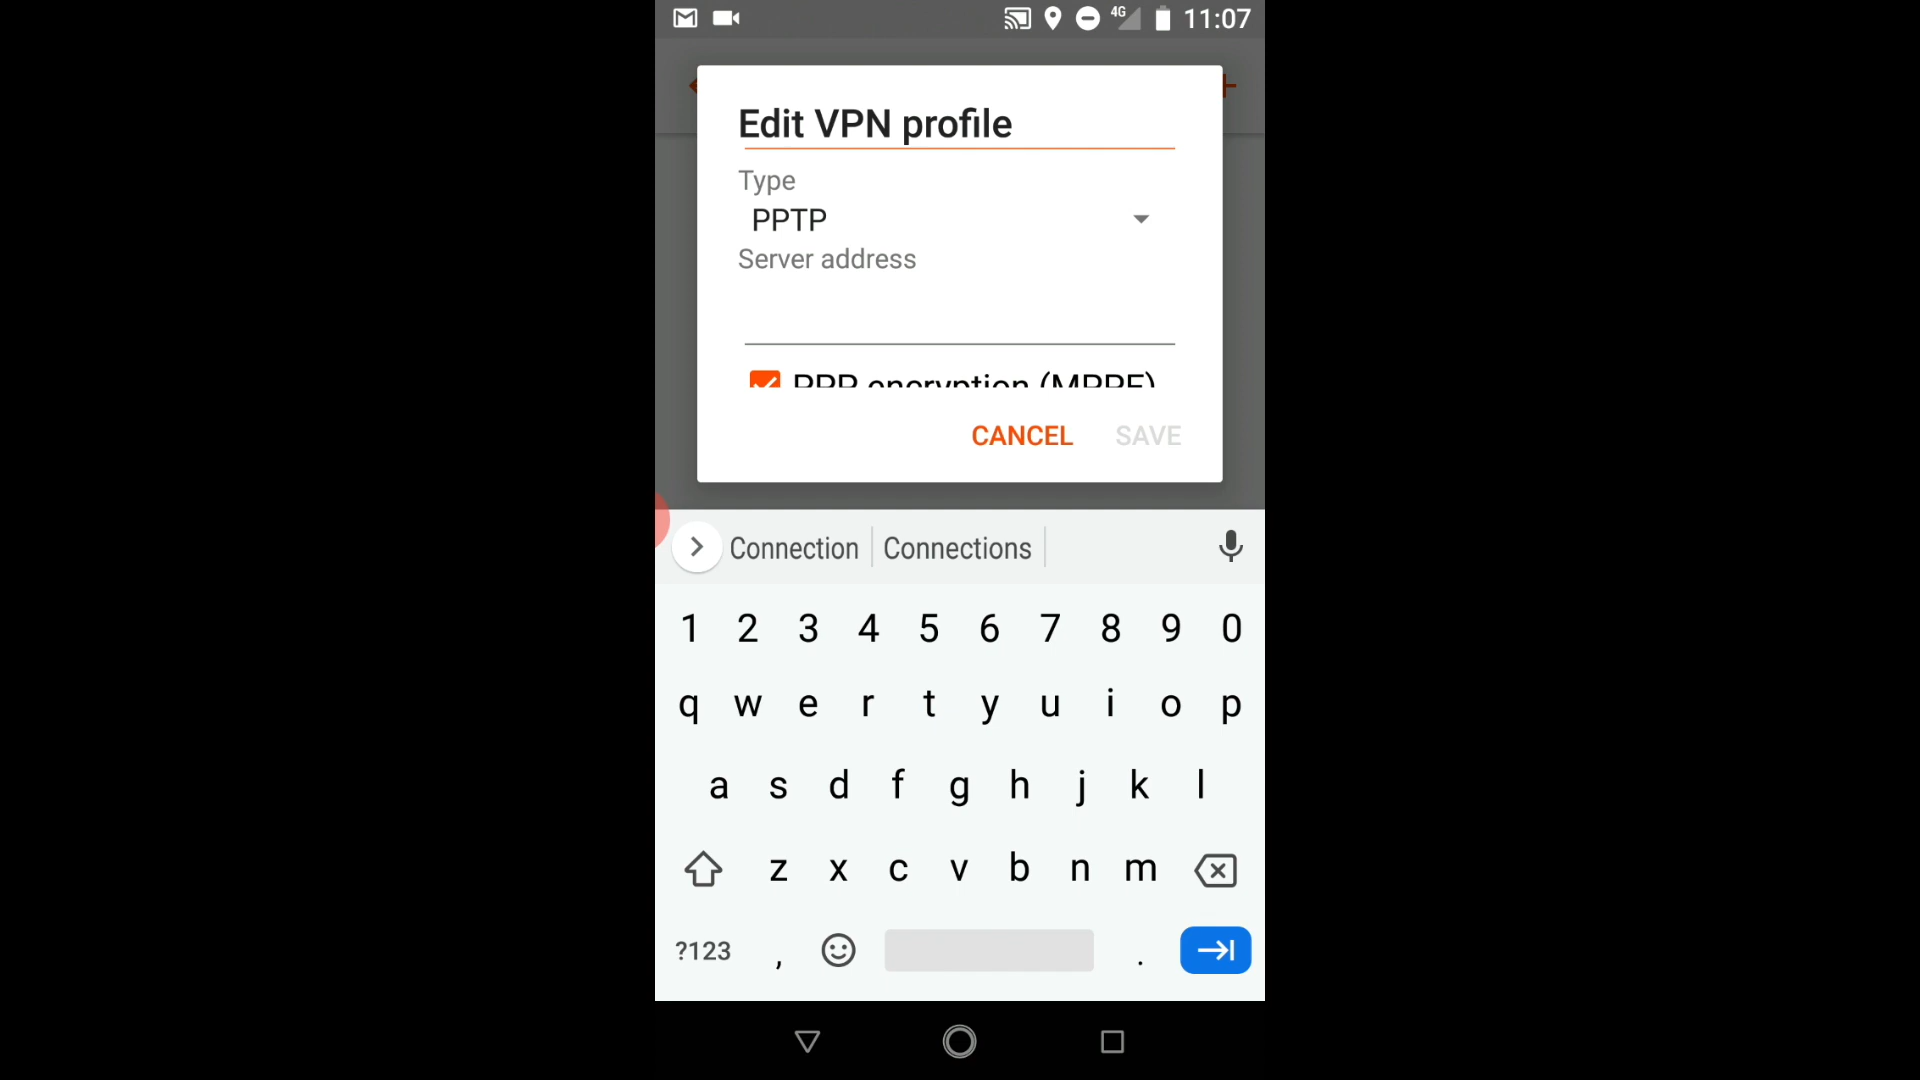 4G 11:07
Edit VPN profile
Type
PPTP
Server address
PPP encryption (MPPE)
CANCEL SAVE
Connection Connections
1 2 3 4 5 6 7 8 9 0
q w e r t y u i o p
a s d f g h j k l
z x c v b n m
?123 , .